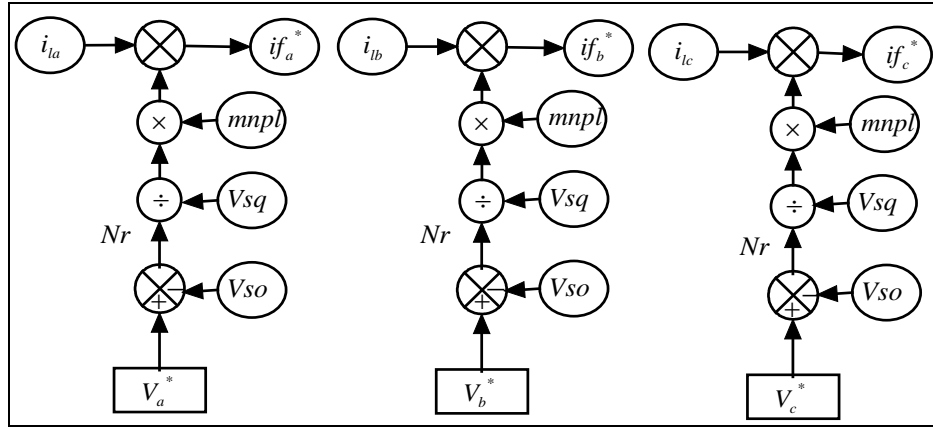 i_la if_a^*
× mnpl
÷ Vsq
Nr
− Vso
+
V_a^*
i_lb if_b^*
× mnpl
÷ Vsq
Nr
− Vso
+
V_b^*
i_lc if_c^*
× mnpl
÷ Vsq
Nr
− Vso
+
V_c^*